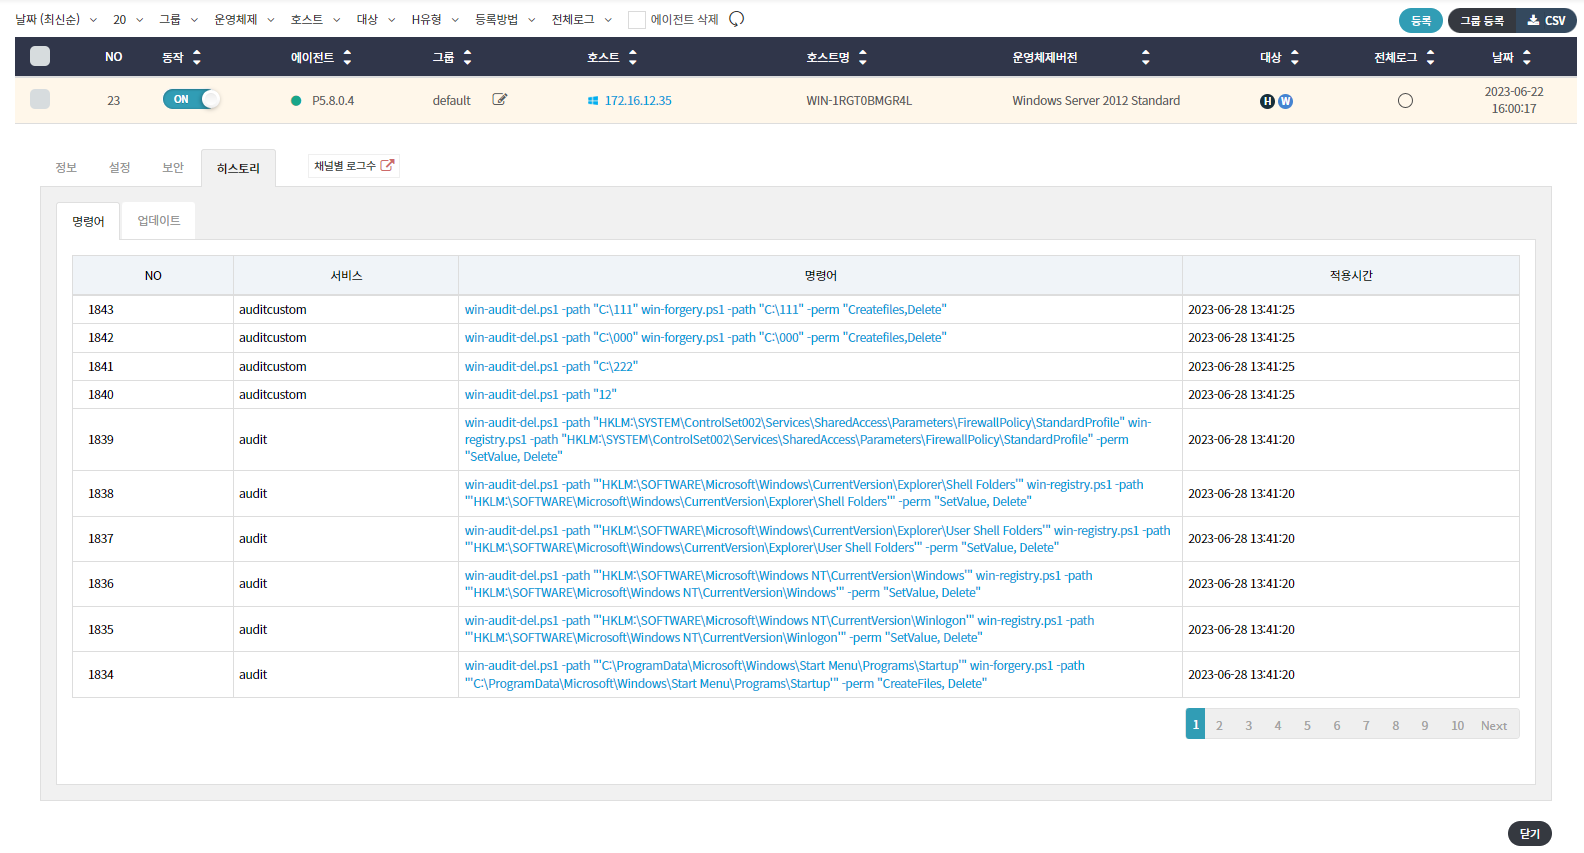 날짜 (최신순) 20 그룹 운영체제 호스트 대상 H유형 등록방법 전체로그 에이전트 삭제 등록 그룹 등록 CSV
NO 동작 에이전트 그룹 호스트 호스트명 운영체제버전 대상 전체로그 날짜
23 ON P5.8.0.4 default 172.16.12.35 WIN-1RGT0BMGR4L Windows Server 2012 Standard H W 2023-06-22
16:00:17
정보 설정 보안 히스토리 채널별 로그수
명령어 업데이트
NO 서비스 명령어 적용시간
1843 auditcustom win-audit-del.ps1 -path "C:\111" win-forgery.ps1 -path "C:\111" -perm "Createfiles,Delete" 2023-06-28 13:41:25
1842 auditcustom win-audit-del.ps1 -path "C:\000" win-forgery.ps1 -path "C:\000" -perm "Createfiles,Delete" 2023-06-28 13:41:25
1841 auditcustom win-audit-del.ps1 -path "C:\222" 2023-06-28 13:41:25
1840 auditcustom win-audit-del.ps1 -path "12" 2023-06-28 13:41:25
1839 audit win-audit-del.ps1 -path "HKLM:\SYSTEM\ControlSet002\Services\SharedAccess\Parameters\FirewallPolicy\StandardProfile" win-
registry.ps1 -path "HKLM:\SYSTEM\ControlSet002\Services\SharedAccess\Parameters\FirewallPolicy\StandardProfile" -perm
"SetValue, Delete" 2023-06-28 13:41:20
1838 audit win-audit-del.ps1 -path "'HKLM:\SOFTWARE\Microsoft\Windows\CurrentVersion\Explorer\Shell Folders'" win-registry.ps1 -path
"'HKLM:\SOFTWARE\Microsoft\Windows\CurrentVersion\Explorer\Shell Folders'" -perm "SetValue, Delete" 2023-06-28 13:41:20
1837 audit win-audit-del.ps1 -path "'HKLM:\SOFTWARE\Microsoft\Windows\CurrentVersion\Explorer\User Shell Folders'" win-registry.ps1 -path
"'HKLM:\SOFTWARE\Microsoft\Windows\CurrentVersion\Explorer\User Shell Folders'" -perm "SetValue, Delete" 2023-06-28 13:41:20
1836 audit win-audit-del.ps1 -path "'HKLM:\SOFTWARE\Microsoft\Windows NT\CurrentVersion\Windows'" win-registry.ps1 -path
"'HKLM:\SOFTWARE\Microsoft\Windows NT\CurrentVersion\Windows'" -perm "SetValue, Delete" 2023-06-28 13:41:20
1835 audit win-audit-del.ps1 -path "'HKLM:\SOFTWARE\Microsoft\Windows NT\CurrentVersion\Winlogon'" win-registry.ps1 -path
"'HKLM:\SOFTWARE\Microsoft\Windows NT\CurrentVersion\Winlogon'" -perm "SetValue, Delete" 2023-06-28 13:41:20
1834 audit win-audit-del.ps1 -path "'C:\ProgramData\Microsoft\Windows\Start Menu\Programs\Startup'" win-forgery.ps1 -path
"'C:\ProgramData\Microsoft\Windows\Start Menu\Programs\Startup'" -perm "CreateFiles, Delete" 2023-06-28 13:41:20
1 2 3 4 5 6 7 8 9 10 Next
닫기